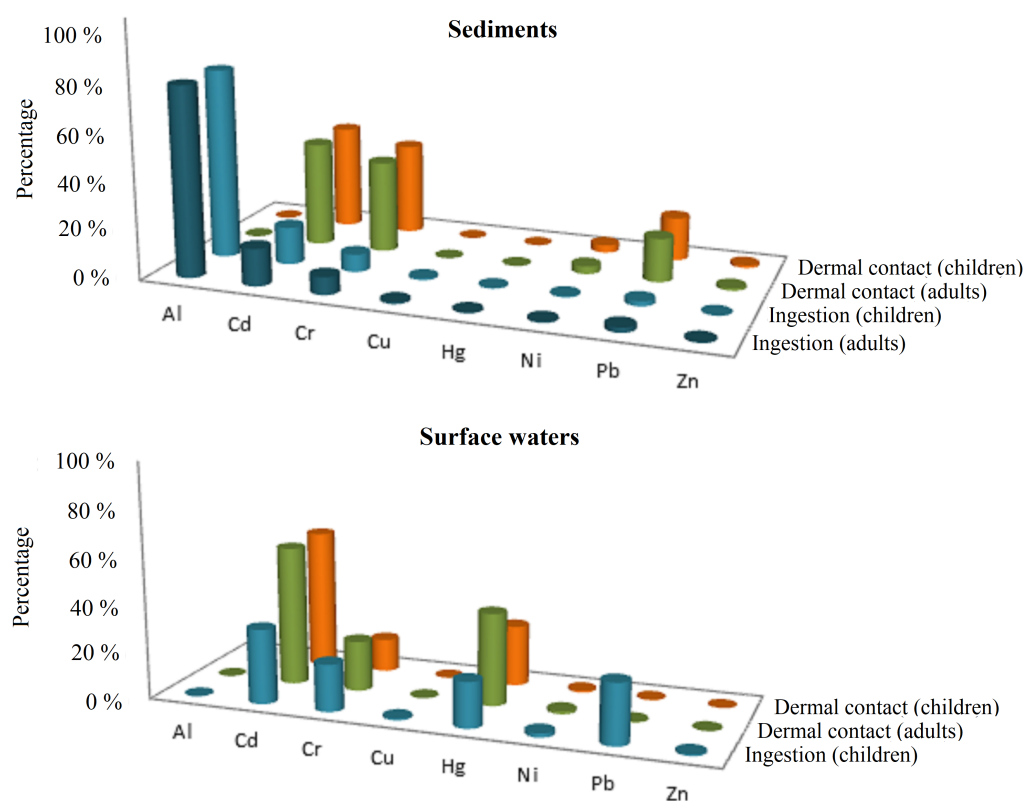 Sediments
100 %
80 %
60 %
40 %
20 %
0 %
Percentage
Al
Cd
Cr
Cu
Hg
Ni
Pb
Zn
Dermal contact (children)
Dermal contact (adults)
Ingestion (children)
Ingestion (adults)
Surface waters
100 %
80 %
60 %
40 %
20 %
0 %
Percentage
Al
Cd
Cr
Cu
Hg
Ni
Pb
Zn
Dermal contact (children)
Dermal contact (adults)
Ingestion (children)